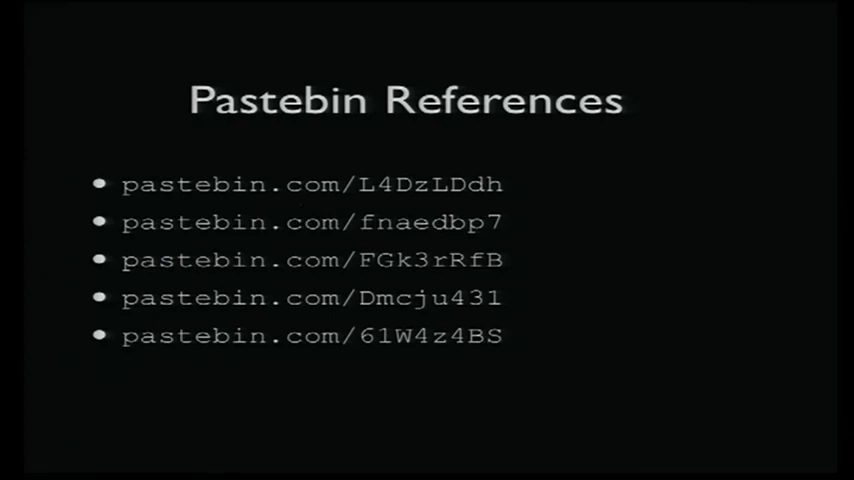 Pastebin References
• pastebin.com/L4DzLDdh
• pastebin.com/fnaedbp7
• pastebin.com/FGk3rRfB
• pastebin.com/Dmcju431
• pastebin.com/61W4z4BS